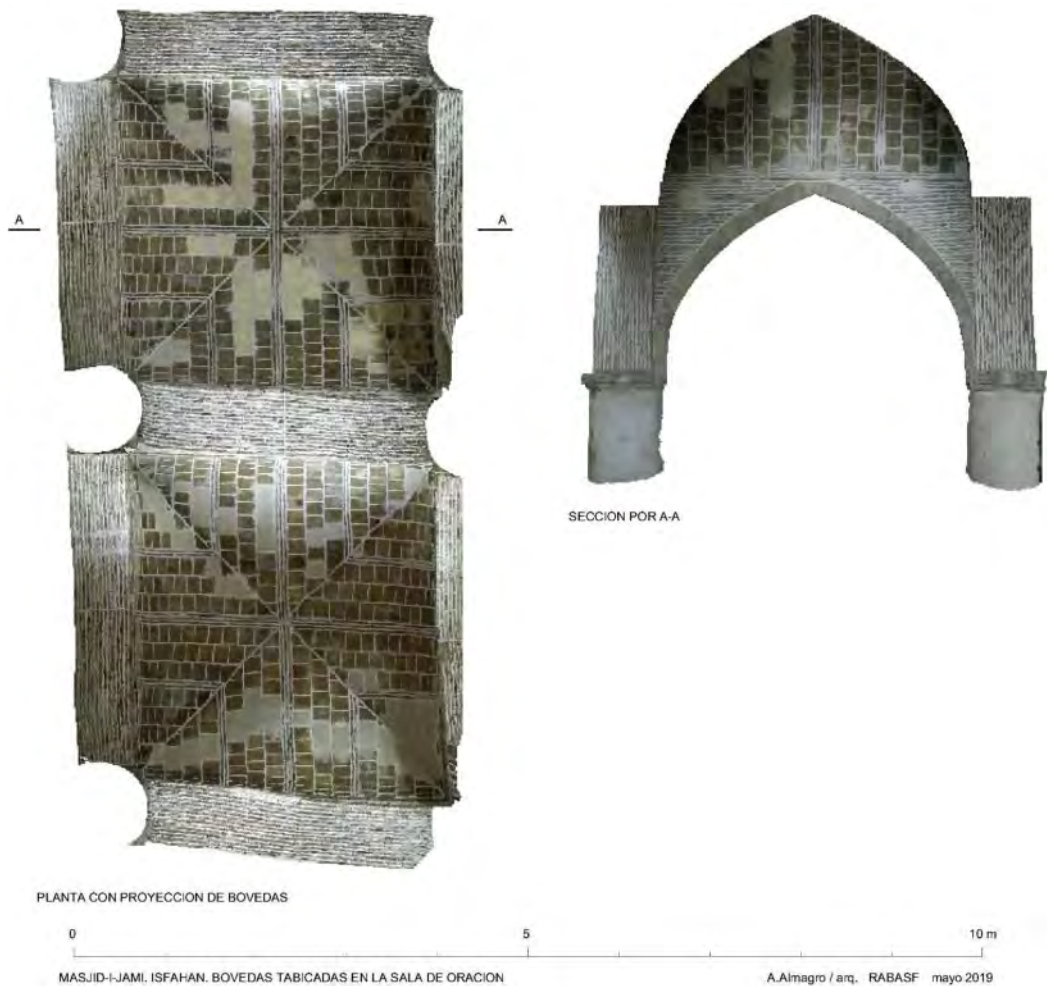 A
A
SECCION POR A-A
PLANTA CON PROYECCION DE BOVEDAS
0 5 10 m
MASJID-I-JAMI. ISFAHAN. BOVEDAS TABICADAS EN LA SALA DE ORACION
A.Almagro / arq. RABASF mayo 2019